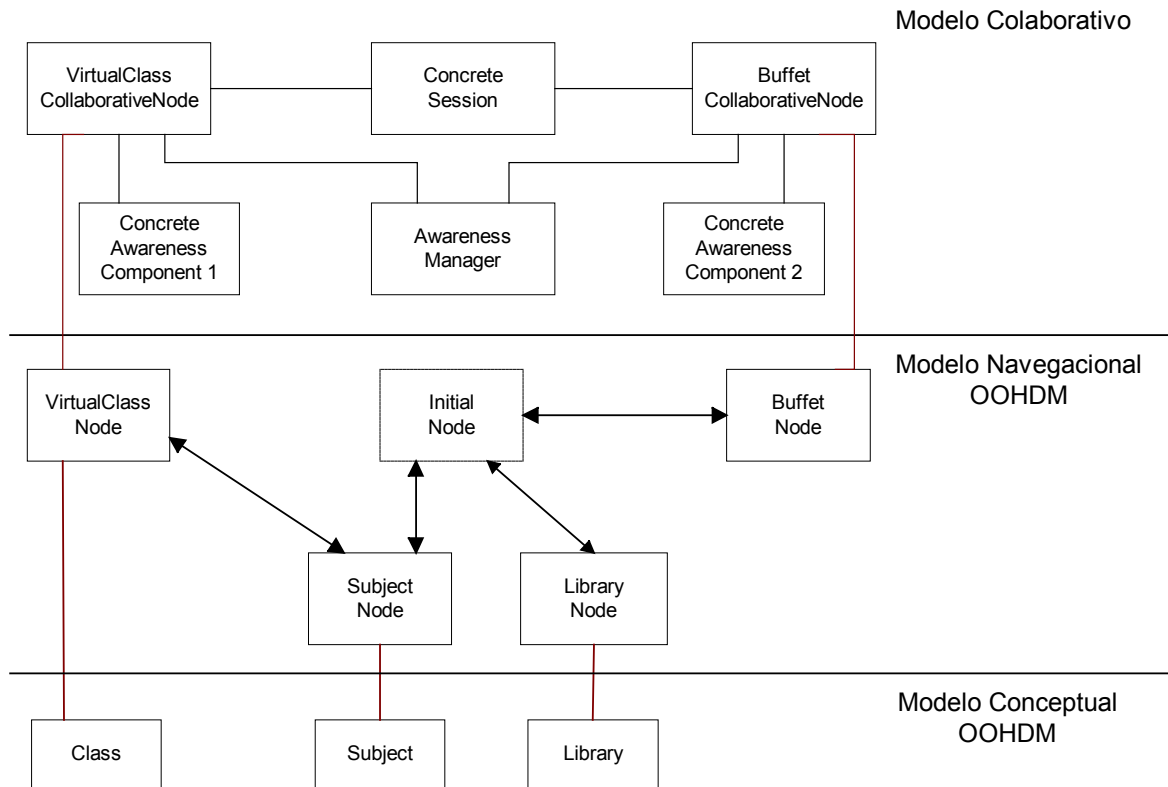 Modelo Colaborativo
VirtualClass
CollaborativeNode
Concrete
Session
Buffet
CollaborativeNode
Concrete
Awareness
Component 1
Awareness
Manager
Concrete
Awareness
Component 2
Modelo Navegacional
OOHDM
VirtualClass
Node
Initial
Node
Buffet
Node
Subject
Node
Library
Node
Modelo Conceptual
OOHDM
Class
Subject
Library